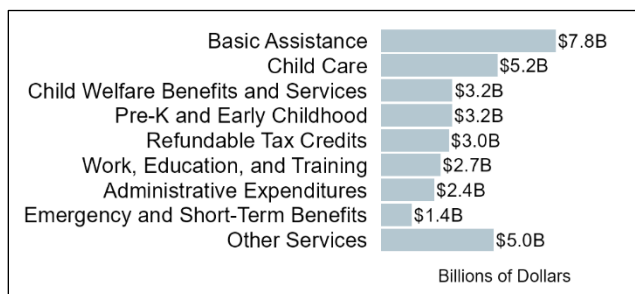 Basic Assistance $7.8B
Child Care $5.2B
Child Welfare Benefits and Services $3.2B
Pre-K and Early Childhood $3.2B
Refundable Tax Credits $3.0B
Work, Education, and Training $2.7B
Administrative Expenditures $2.4B
Emergency and Short-Term Benefits $1.4B
Other Services $5.0B
Billions of Dollars